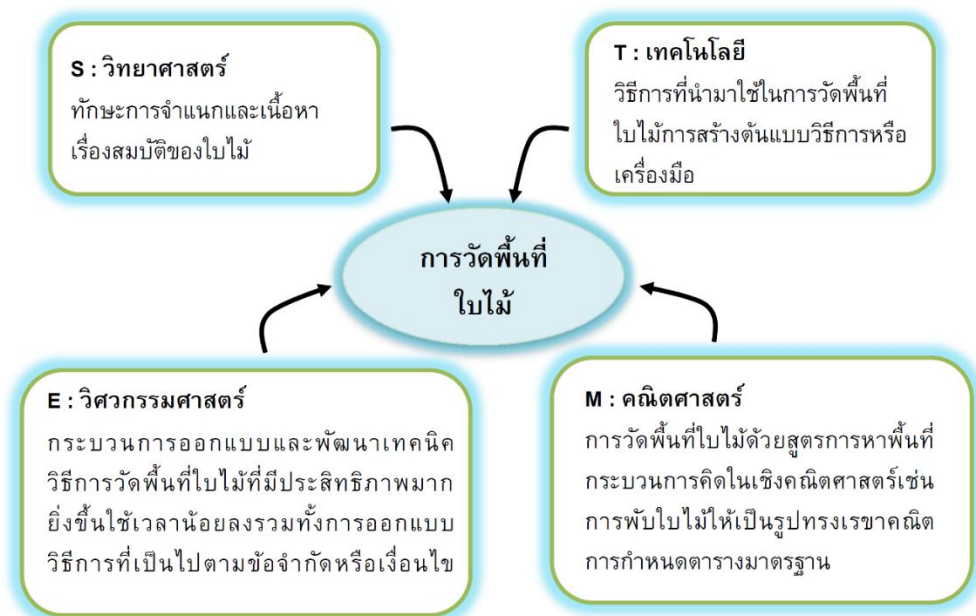 S : วิทยาศาสตร์
ทักษะการจำแนกและเนื้อหา
เรื่องสมบัติของใบไม้
T : เทคโนโลยี
วิธีการที่นำมาใช้ในการวัดพื้นที่
ใบไม้การสร้างต้นแบบวิธีการหรือ
เครื่องมือ
การวัดพื้นที่
ใบไม้
E : วิศวกรรมศาสตร์
กระบวนการออกแบบและพัฒนาเทคนิค
วิธีการวัดพื้นที่ใบไม้ที่มีประสิทธิภาพมาก
ยิ่งขึ้นใช้เวลาน้อยลงรวมทั้งการออกแบบ
วิธีการที่เป็นไปตามข้อจำกัดหรือเงื่อนไข
M : คณิตศาสตร์
การวัดพื้นที่ใบไม้ด้วยสูตรการหาพื้นที่
กระบวนการคิดในเชิงคณิตศาสตร์เช่น
การพับใบไม้ให้เป็นรูปทรงเรขาคณิต
การกำหนดตารางมาตรฐาน